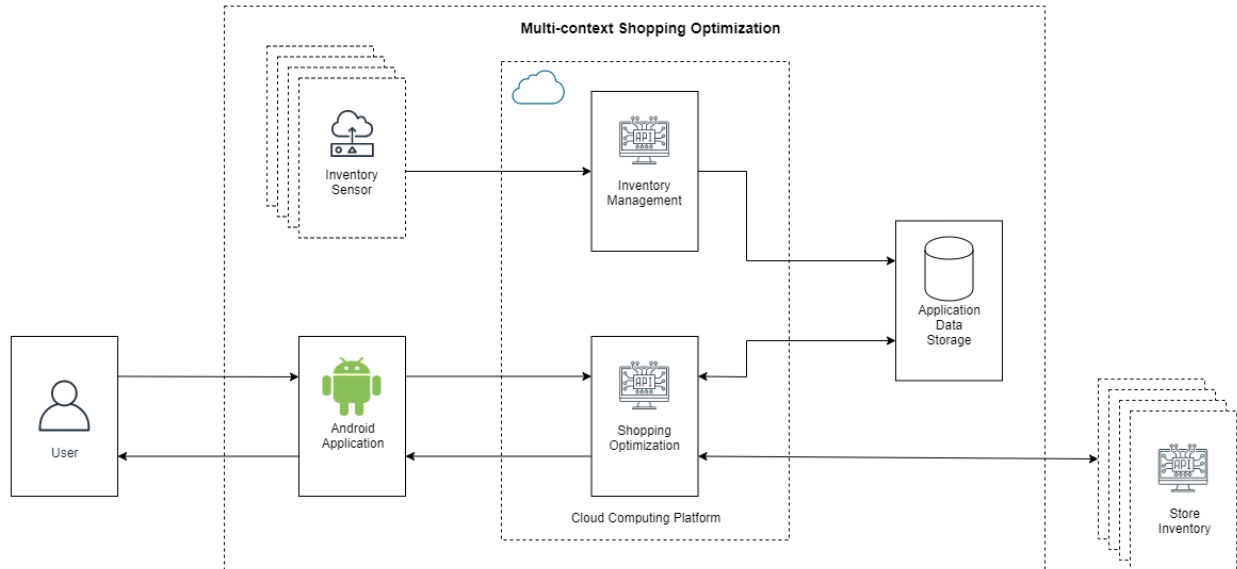 Multi-context Shopping Optimization
API
Inventory
Sensor
Inventory
Management
Application
Data
Storage
User
Android
Application
API
Shopping
Optimization
API
Store
Inventory
Cloud Computing Platform